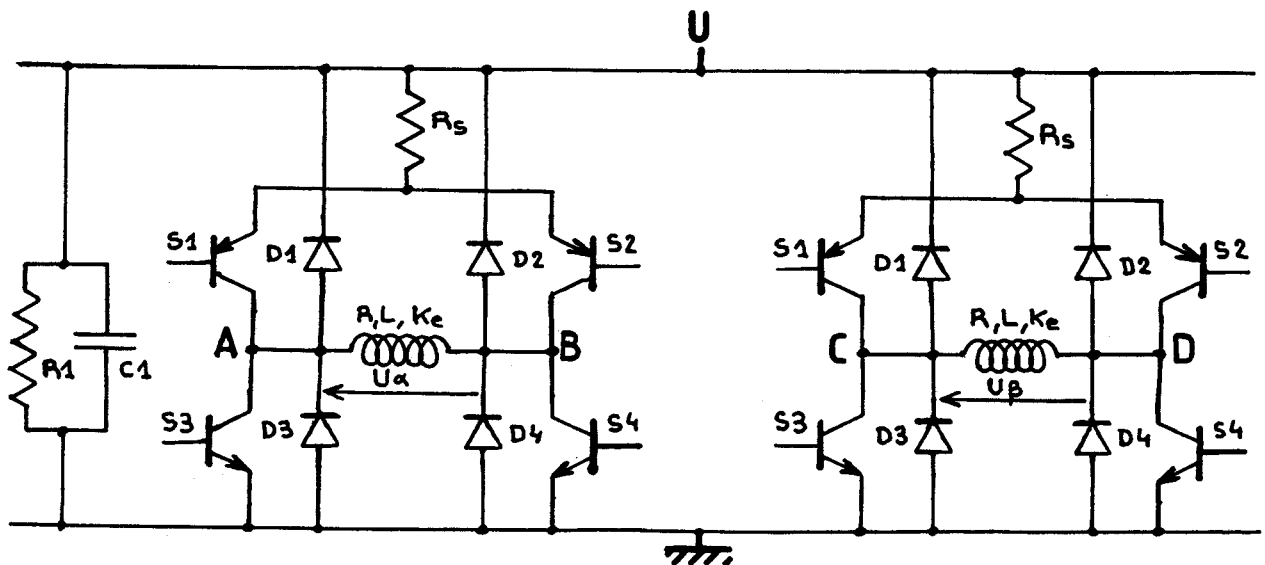 U
Rs
Rs
S1
D1
D2
S2
S1
D1
D2
S2
R,L,Ke
R,L,Ke
A
B
C
D
R1
C1
Uα
Uβ
S3
D3
D4
S4
S3
D3
D4
S4